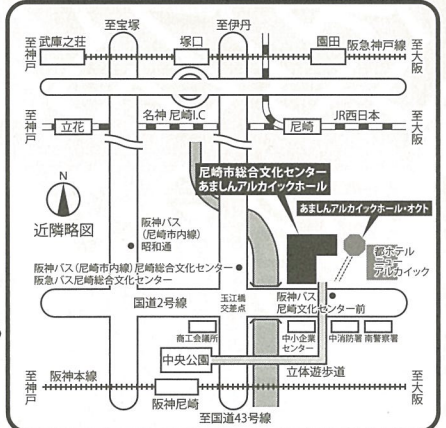 至宝塚
至伊丹
至神戸
武庫之荘
塚口
園田
阪急神戸線
至大阪
至神戸
立花
名神 尼崎I.C
尼崎
JR西日本
至大阪
尼崎市総合文化センター
あましんアルカイックホール
あましんアルカイックホール・オクト
N
近隣略図
阪神バス
(尼崎市内線)
昭和通
都ホテル
ニュー
アルカイック
阪神バス(尼崎市内線)尼崎総合文化センター
阪急バス尼崎総合文化センター
国道2号線
玉江橋
交差点
阪神バス
尼崎文化センター前
商工会議所
中小企業
センター
中消防署
南警察署
中央公園
立体遊歩道
至神戸
阪神本線
阪神尼崎
至大阪
至国道43号線